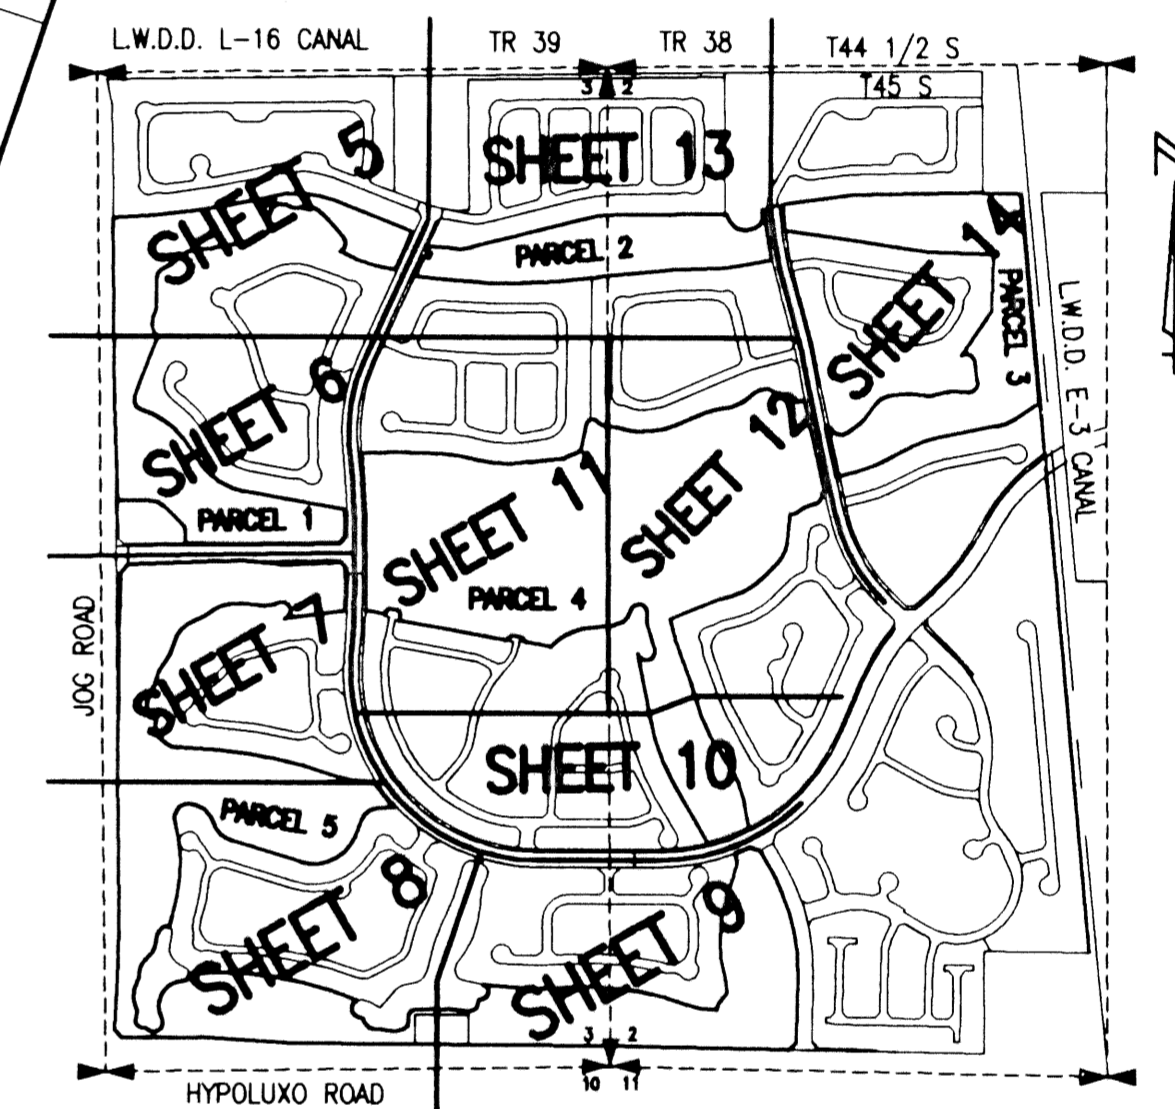 L.W.D.D. L-16 CANAL
TR 39
TR 38
T44 1/2 S
T45 S
3 2
SHEET 5
SHEET 13
SHEET 14
PARCEL 2
PARCEL 3
L.W.D.D. E-3 CANAL
SHEET 6
SHEET 11
SHEET 12
PARCEL 1
PARCEL 4
JOG ROAD
SHEET 7
SHEET 10
PARCEL 5
SHEET 8
SHEET 9
3 2
10 11
HYPOLUXO ROAD